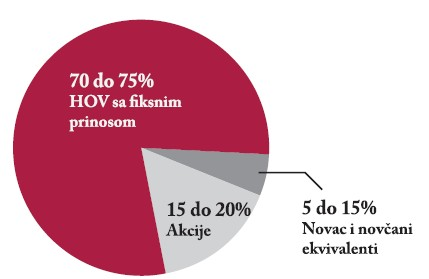 70 do 75%
HOV sa fiksnim
prinosom
15 do 20%
Akcije
5 do 15%
Novac i novčani
ekvivalenti